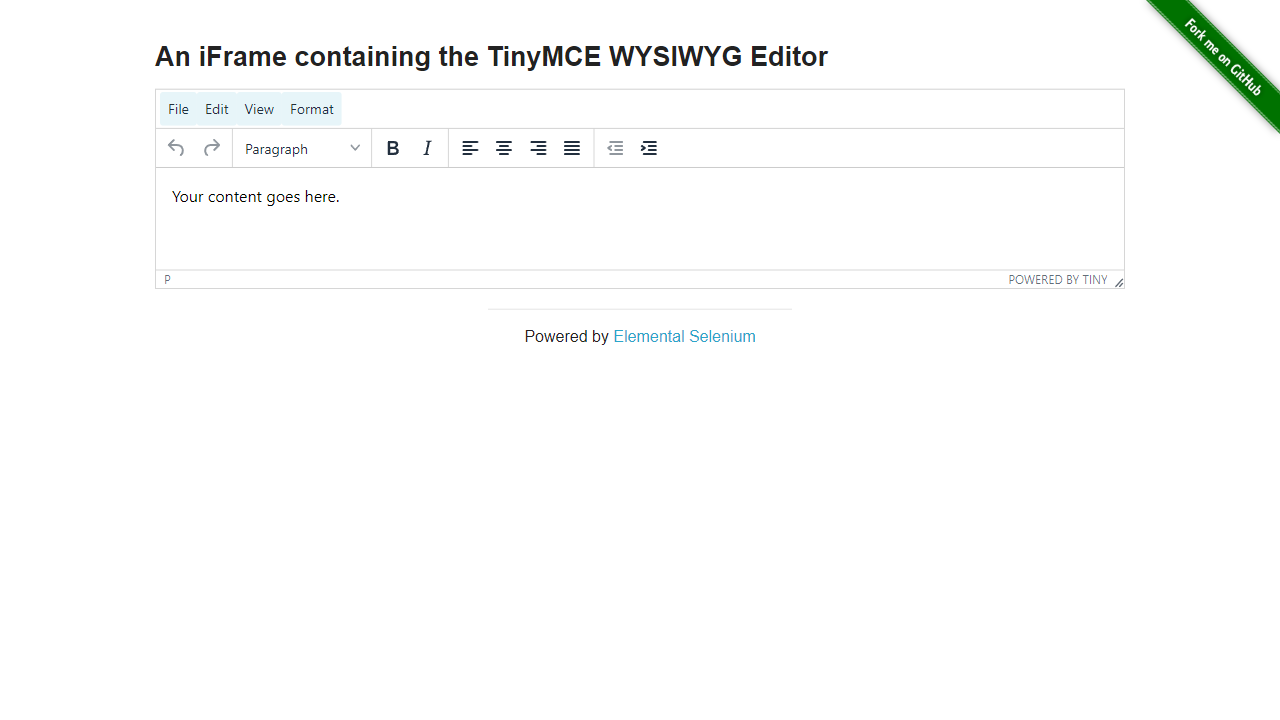 Fork me on GitHub
An iFrame containing the TinyMCE WYSIWYG Editor
File Edit View Format
Paragraph B I
Your content goes here.
P POWERED BY TINY
Powered by Elemental Selenium